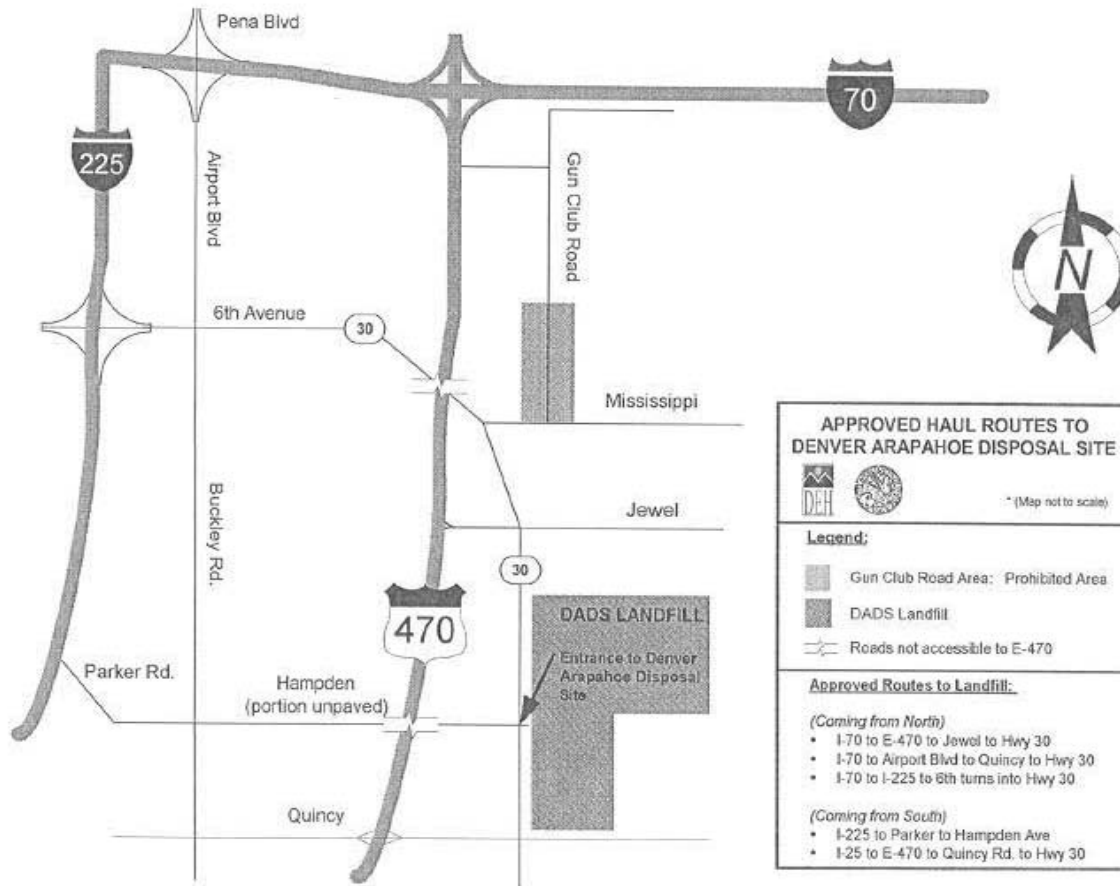 Pena Blvd
70
225
Airport Blvd
Gun Club Road
N
6th Avenue
30
Mississippi
Buckley Rd.
Jewel
30
470
DADS LANDFILL
Entrance to Denver
Arapahoe Disposal
Site
Parker Rd.
Hampden
(portion unpaved)
Quincy
APPROVED HAUL ROUTES TO
DENVER ARAPAHOE DISPOSAL SITE
DEH
* (Map not to scale)
Legend:
Gun Club Road Area: Prohibited Area
DADS Landfill
Roads not accessible to E-470
Approved Routes to Landfill:
(Coming from North)
• I-70 to E-470 to Jewel to Hwy 30
• I-70 to Airport Blvd to Quincy to Hwy 30
• I-70 to I-225 to 6th turns into Hwy 30
(Coming from South)
• I-225 to Parker to Hampden Ave
• I-25 to E-470 to Quincy Rd. to Hwy 30